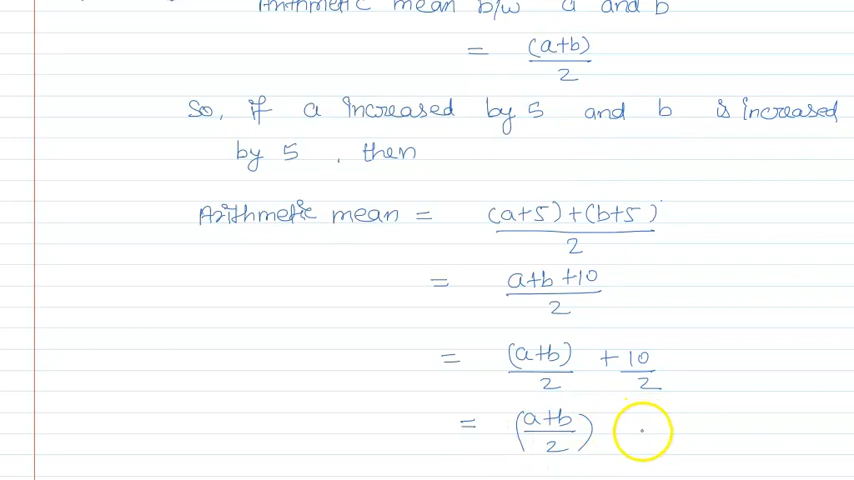 Arithmetic mean b/w a and b
= (a+b)/2
So, if a increased by 5 and b is increased
by 5, then
Arithmetic mean = (a+5)+(b+5)/2
= a+b+10/2
= (a+b)/2 + 10/2
= (a+b/2)